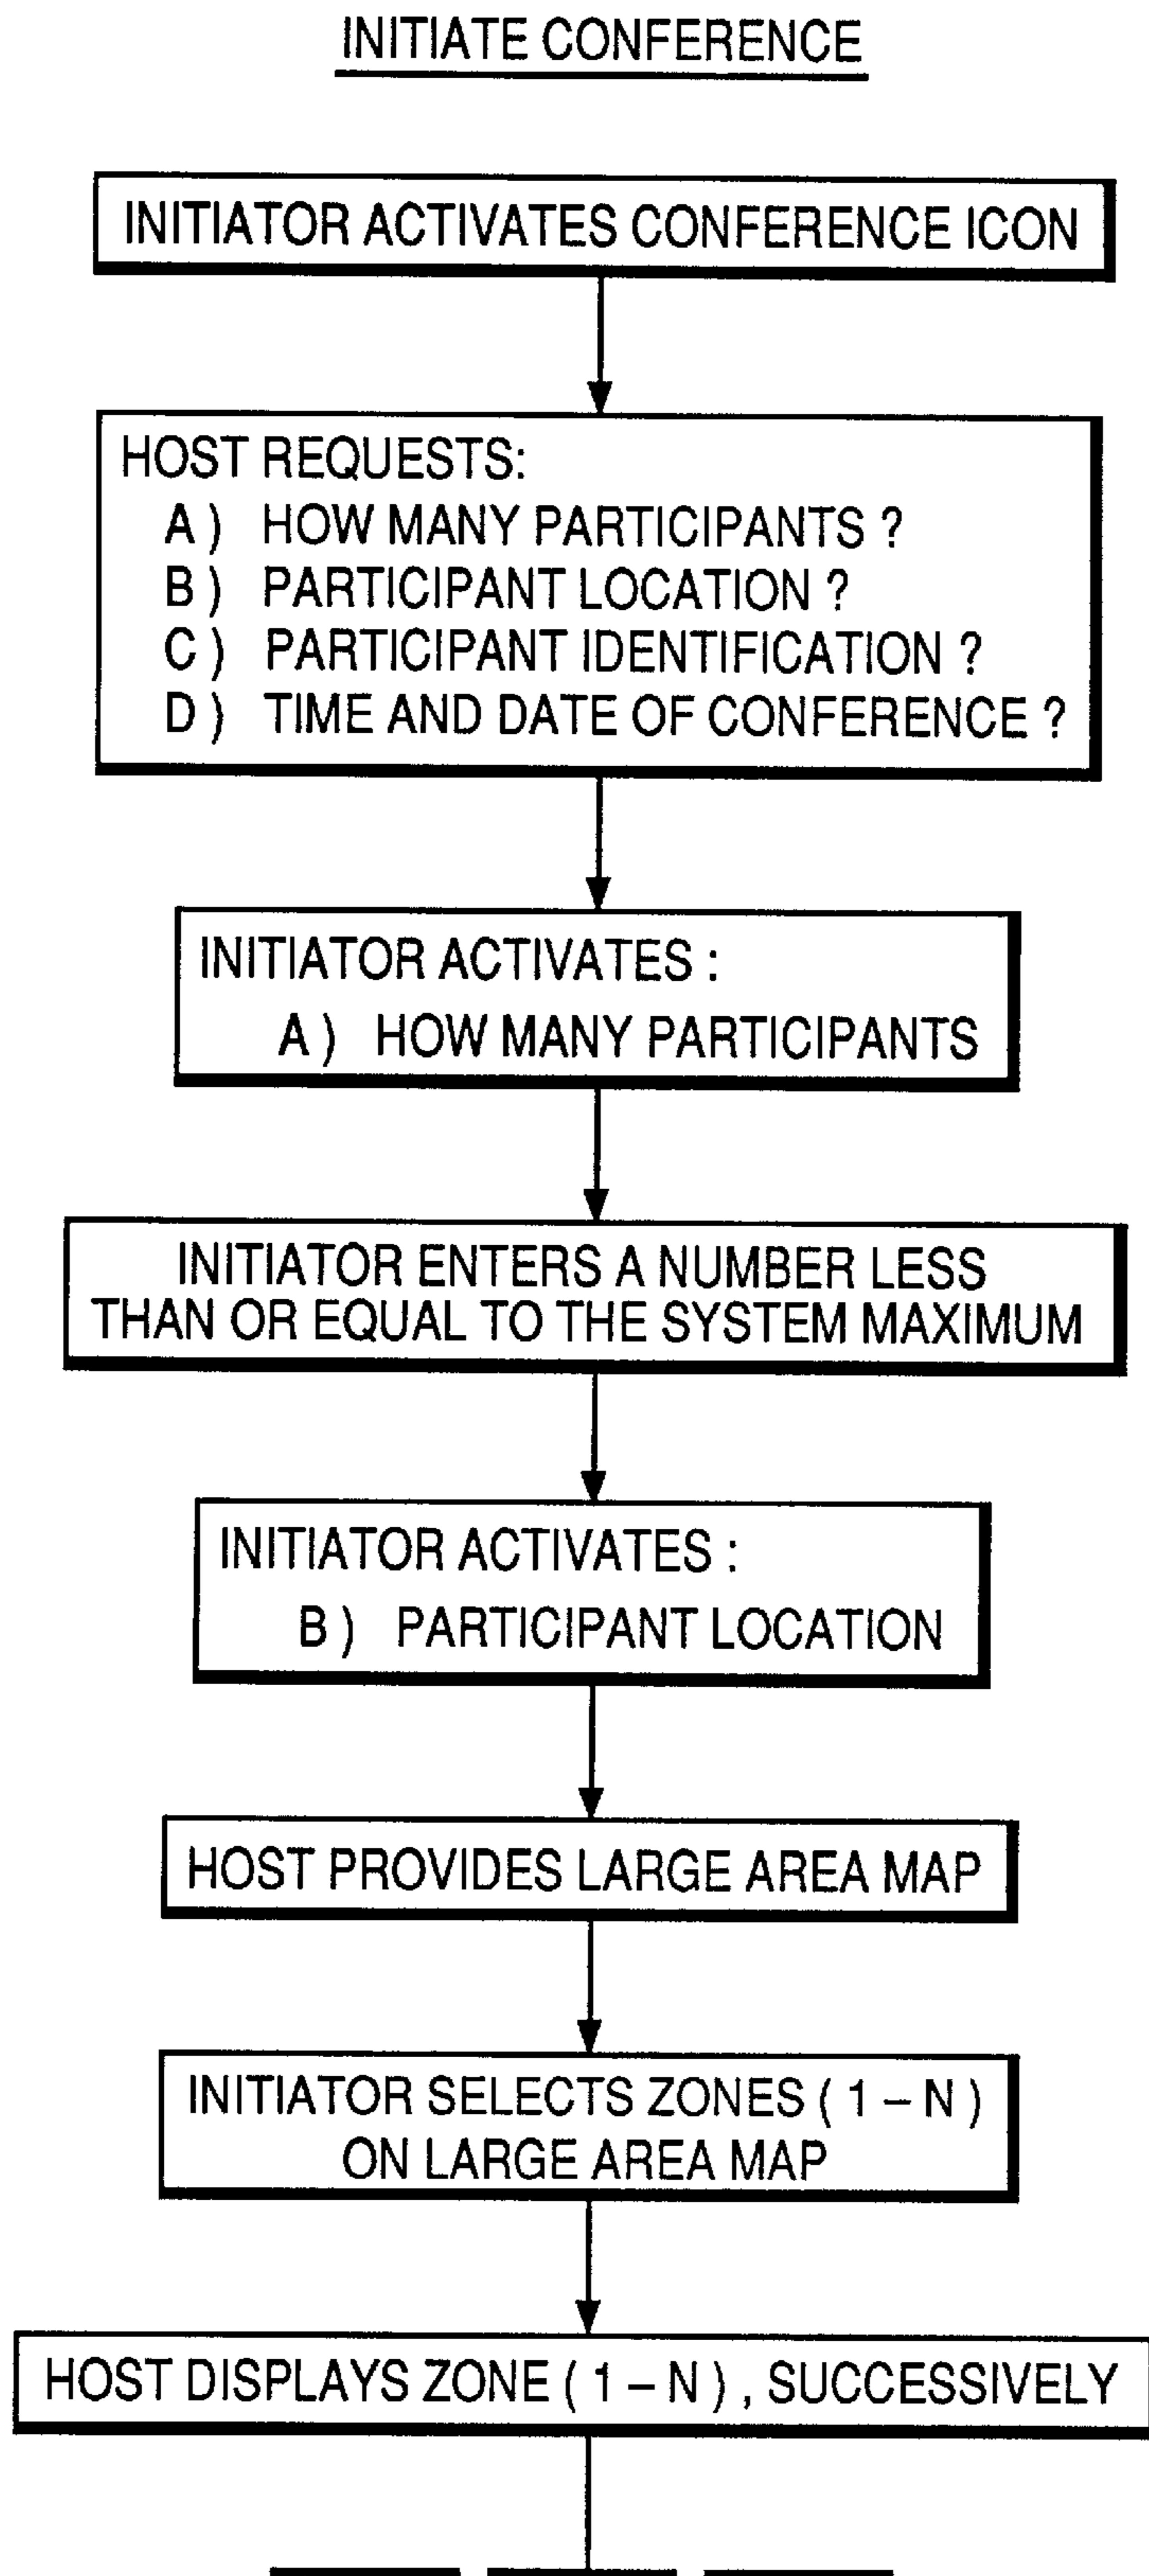 INITIATE CONFERENCE
INITIATOR ACTIVATES CONFERENCE ICON
HOST REQUESTS:
A ) HOW MANY PARTICIPANTS ?
B ) PARTICIPANT LOCATION ?
C ) PARTICIPANT IDENTIFICATION ?
D ) TIME AND DATE OF CONFERENCE ?
INITIATOR ACTIVATES :
A ) HOW MANY PARTICIPANTS
INITIATOR ENTERS A NUMBER LESS
THAN OR EQUAL TO THE SYSTEM MAXIMUM
INITIATOR ACTIVATES :
B ) PARTICIPANT LOCATION
HOST PROVIDES LARGE AREA MAP
INITIATOR SELECTS ZONES ( 1 – N )
ON LARGE AREA MAP
HOST DISPLAYS ZONE ( 1 – N ) , SUCCESSIVELY